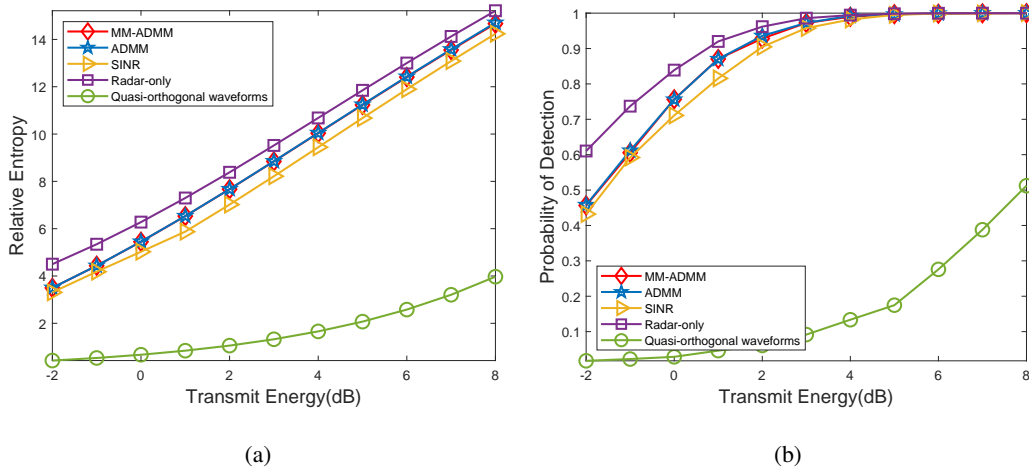 14
12
10
8
6
4
2
-2
0
2
4
6
8
Relative Entropy
Transmit Energy(dB)
MM-ADMM
ADMM
SINR
Radar-only
Quasi-orthogonal waveforms
(a)
1
0.9
0.8
0.7
0.6
0.5
0.4
0.3
0.2
0.1
-2
0
2
4
6
8
Probability of Detection
Transmit Energy(dB)
MM-ADMM
ADMM
SINR
Radar-only
Quasi-orthogonal waveforms
(b)